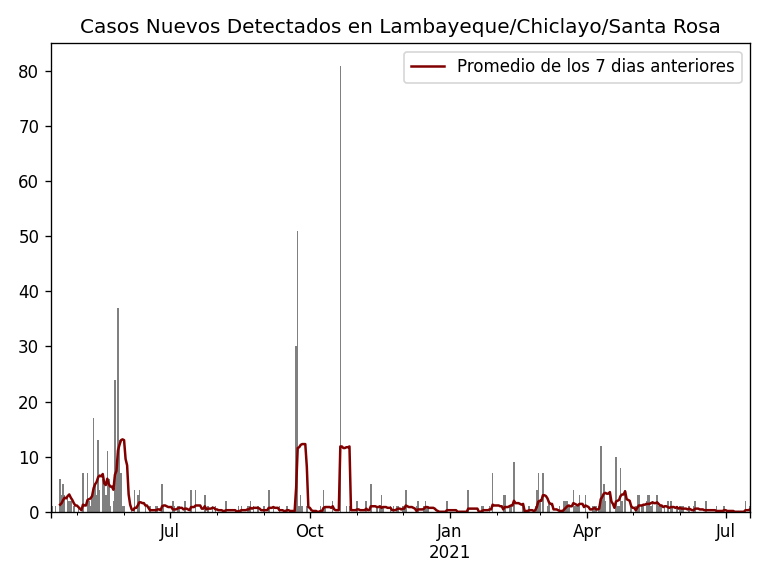 Casos Nuevos Detectados en Lambayeque/Chiclayo/Santa Rosa
Promedio de los 7 dias anteriores
80
70
60
50
40
30
20
10
0
Jul
Oct
Jan
2021
Apr
Jul